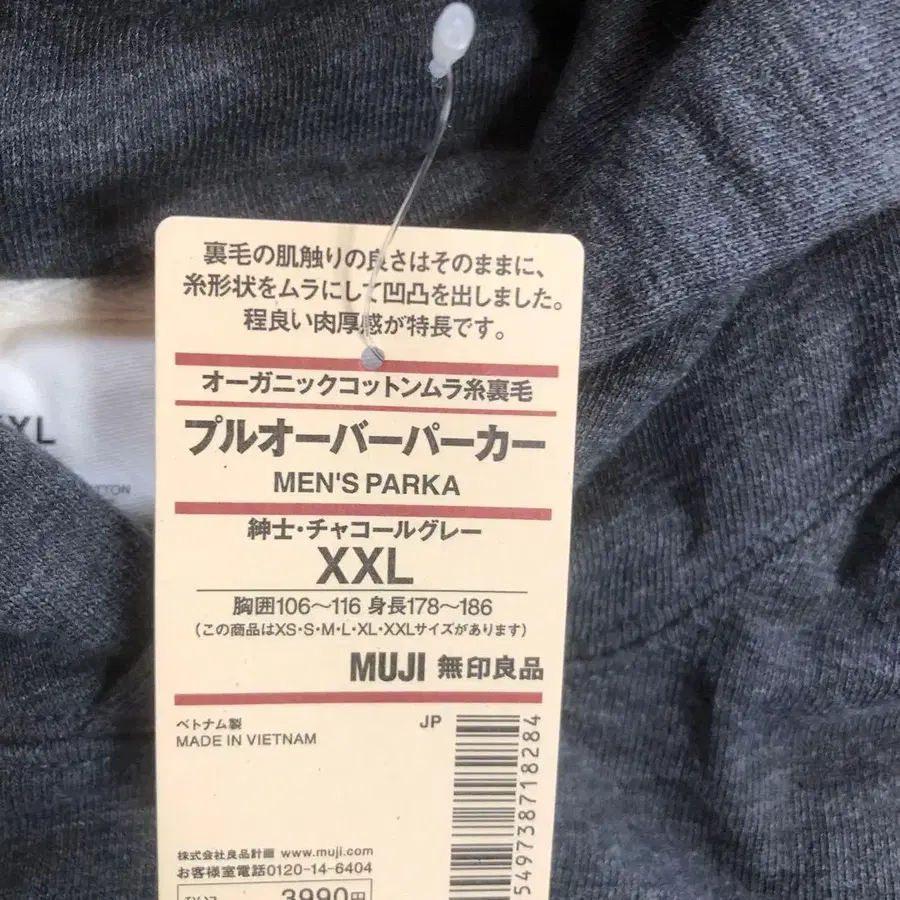 裏毛の肌触りの良さはそのままに、
糸形状をムラにして凹凸を出しました。
程良い肉厚感が特長です。
オーガニックコットンムラ糸裏毛
プルオーバーパーカー
MEN'S PARKA
紳士・チャコールグレー
XXL
胸囲106～116 身長178～186
(この商品はXS・S・M・L・XL・XXLサイズがあります)
MUJI 無印良品
ベトナム製
MADE IN VIETNAM
JP
株式会社良品計画 www.muji.com
お客様室電話0120-14-6404
3990円
549738718284
XL